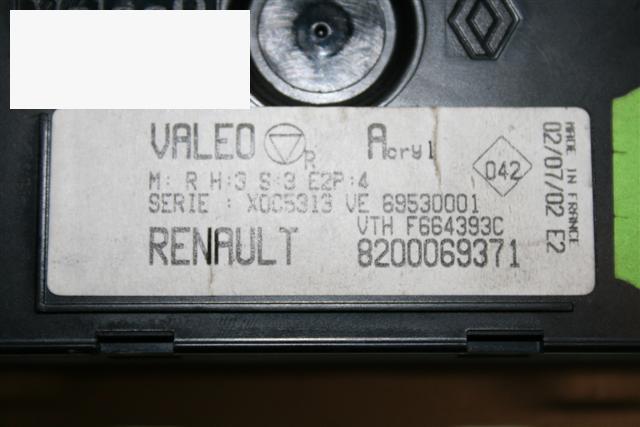 VALEO R Acryl
M: R H:3 S:3 E2P:4
SERIE : X0C5313 VE 69530001
VTH F664393C
RENAULT 8200069371
042
MADE IN FRANCE
02/07/02 E2